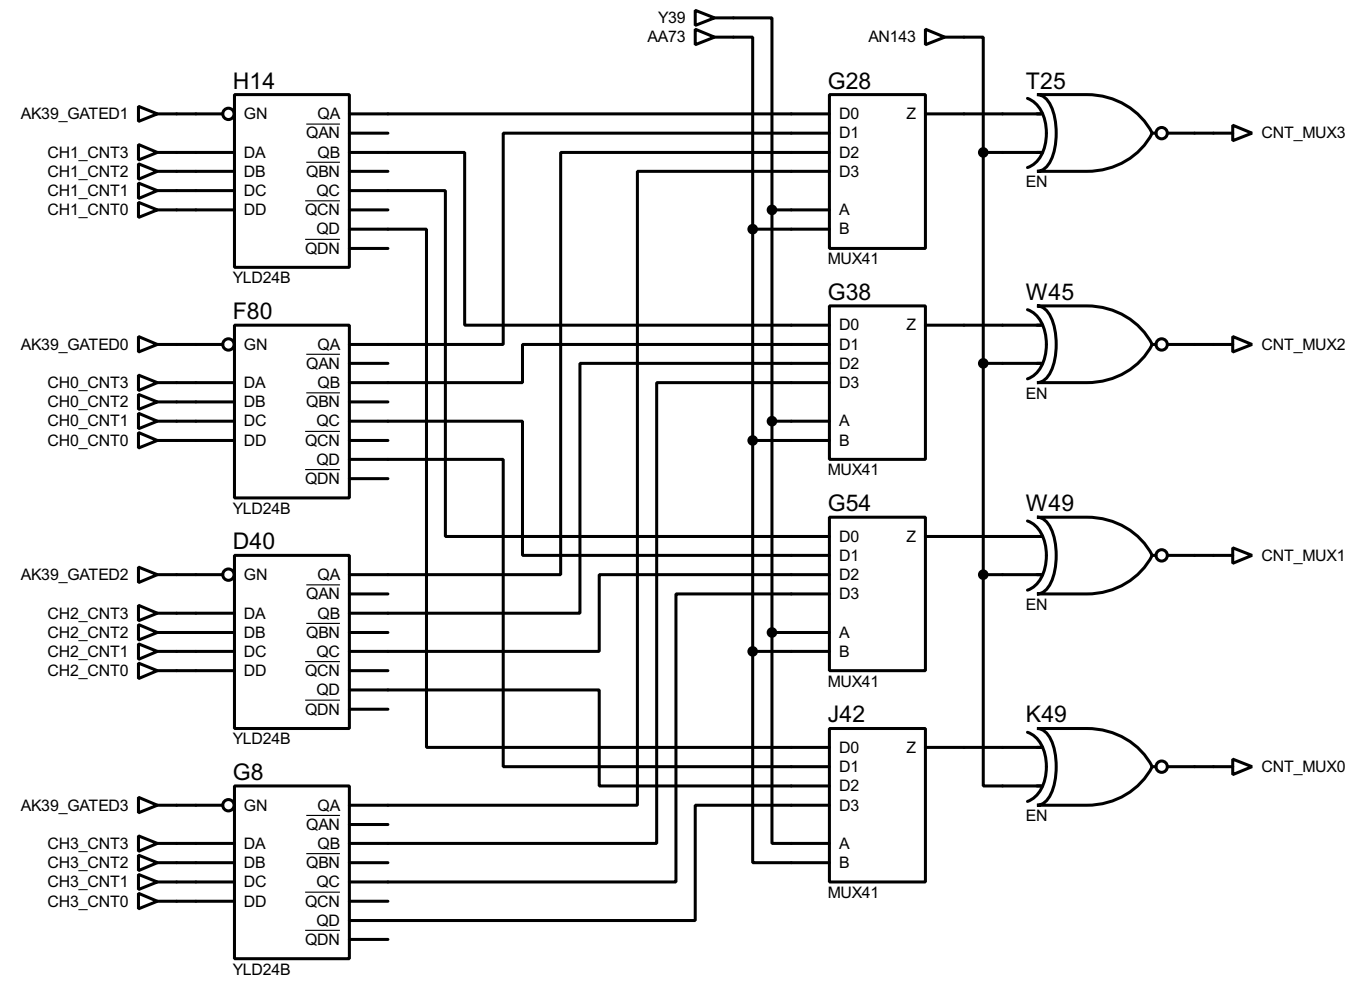 Y39
AA73
AN143
H14
AK39_GATED1
GN
QA
QAN
CH1_CNT3
DA
QB
CH1_CNT2
DB
QBN
CH1_CNT1
DC
QC
CH1_CNT0
DD
QCN
QD
QDN
YLD24B
F80
AK39_GATED0
GN
QA
QAN
CH0_CNT3
DA
QB
CH0_CNT2
DB
QBN
CH0_CNT1
DC
QC
CH0_CNT0
DD
QCN
QD
QDN
YLD24B
D40
AK39_GATED2
GN
QA
QAN
CH2_CNT3
DA
QB
CH2_CNT2
DB
QBN
CH2_CNT1
DC
QC
CH2_CNT0
DD
QCN
QD
QDN
YLD24B
G8
AK39_GATED3
GN
QA
QAN
CH3_CNT3
DA
QB
CH3_CNT2
DB
QBN
CH3_CNT1
DC
QC
CH3_CNT0
DD
QCN
QD
QDN
YLD24B
G28
D0
Z
D1
D2
D3
A
B
MUX41
G38
D0
Z
D1
D2
D3
A
B
MUX41
G54
D0
Z
D1
D2
D3
A
B
MUX41
J42
D0
Z
D1
D2
D3
A
B
MUX41
T25
CNT_MUX3
EN
W45
CNT_MUX2
EN
W49
CNT_MUX1
EN
K49
CNT_MUX0
EN